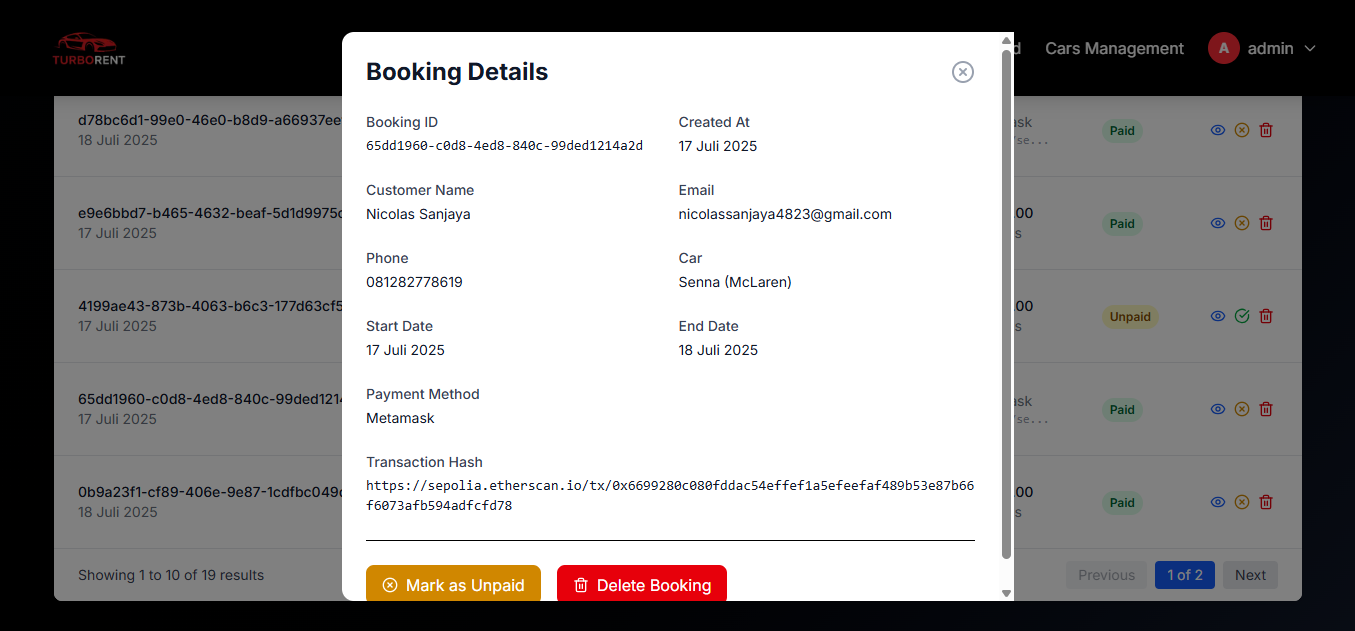 TURBORENT
d
Cars Management
A
admin
Booking Details
Booking ID
Created At
65dd1960-c0d8-4ed8-840c-99ded1214a2d
17 Juli 2025
Customer Name
Email
Nicolas Sanjaya
nicolassanjaya4823@gmail.com
Phone
Car
081282778619
Senna (McLaren)
Start Date
End Date
17 Juli 2025
18 Juli 2025
Payment Method
Metamask
Transaction Hash
https://sepolia.etherscan.io/tx/0x6699280c080fddac54effef1a5efeefaf489b53e87b66
f6073afb594adfcfd78
Mark as Unpaid
Delete Booking
d78bc6d1-99e0-46e0-b8d9-a66937ee
18 Juli 2025
ask
/se...
Paid
e9e6bbd7-b465-4632-beaf-5d1d9975c
17 Juli 2025
.00
s
Paid
4199ae43-873b-4063-b6c3-177d63cf5
17 Juli 2025
.00
s
Unpaid
65dd1960-c0d8-4ed8-840c-99ded1214
17 Juli 2025
ask
/se...
Paid
0b9a23f1-cf89-406e-9e87-1cdfbc049c
18 Juli 2025
.00
s
Paid
Showing 1 to 10 of 19 results
Previous
1 of 2
Next